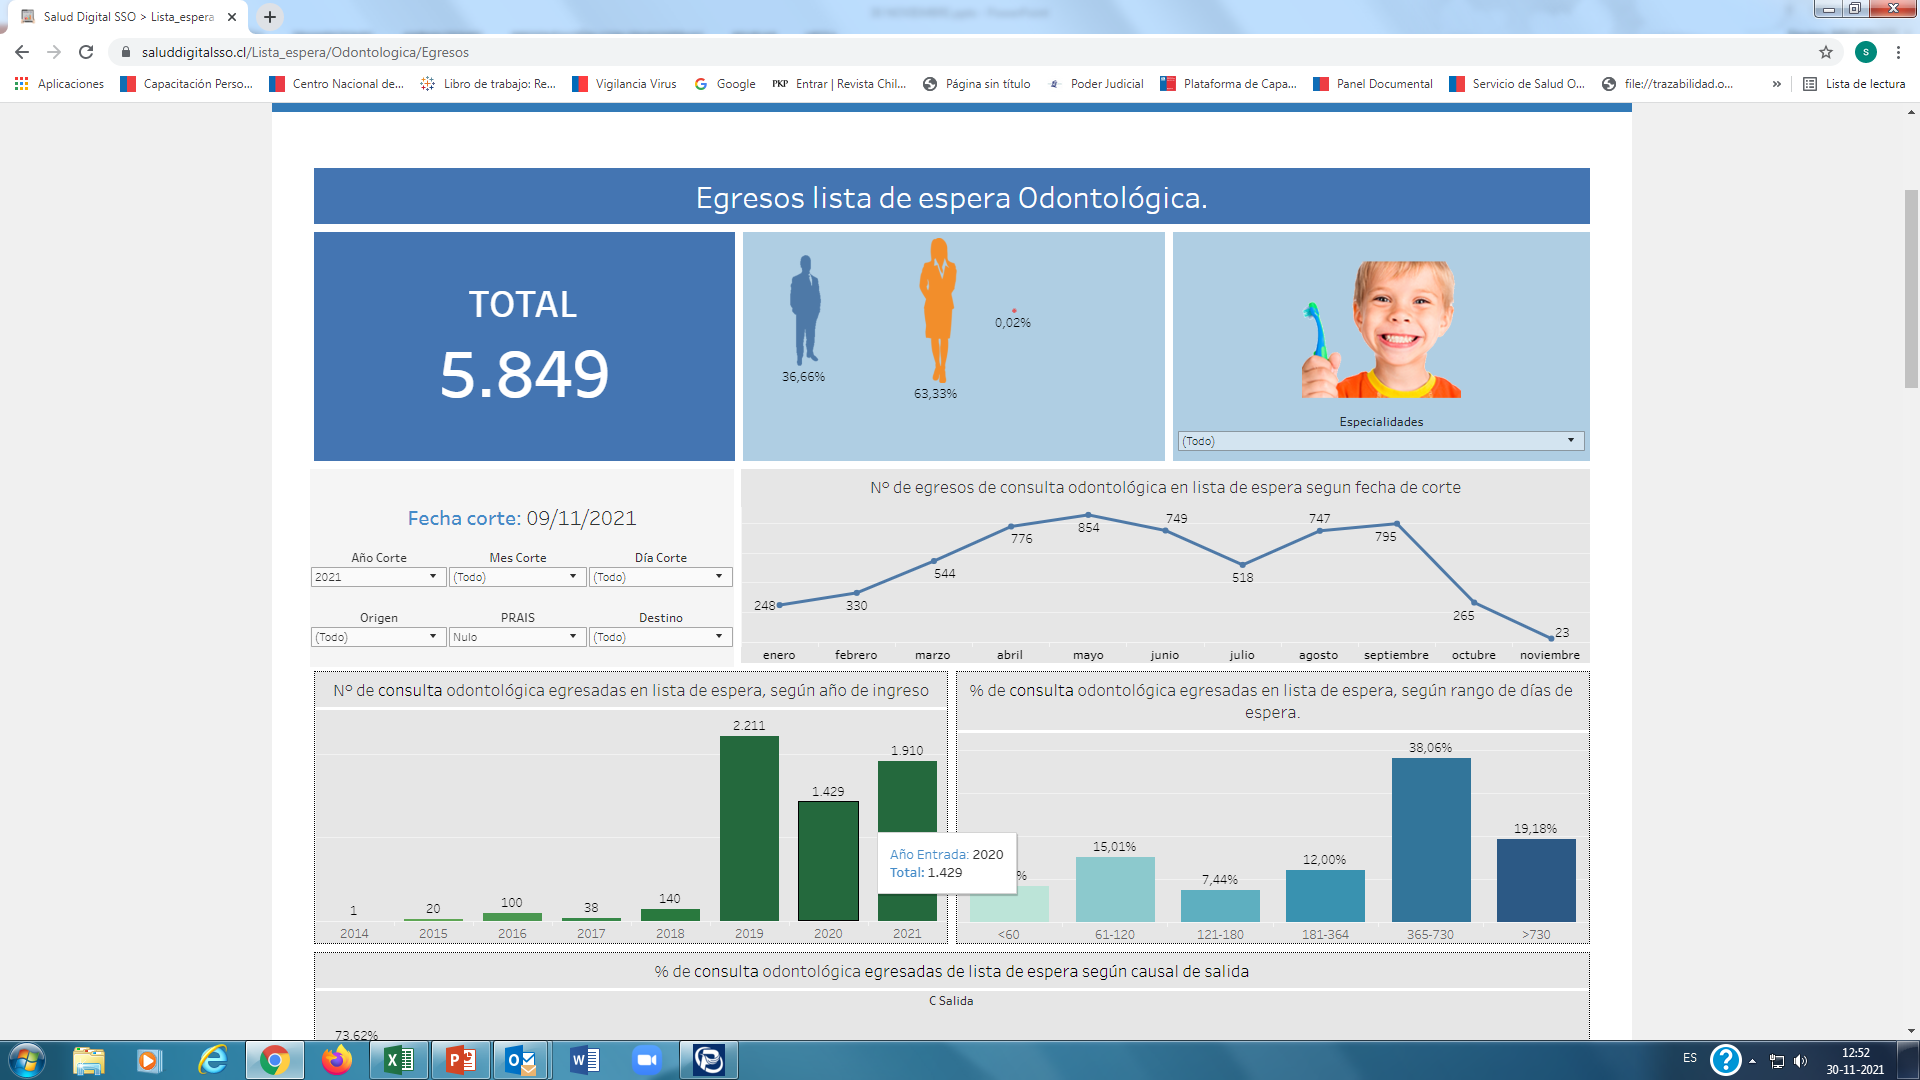 Salud Digital SSO > Lista_espera
saluddigitalsso.cl/Lista_espera/Odontologica/Egresos
S
Aplicaciones
Capacitación Perso...
Centro Nacional de...
Libro de trabajo: Re...
Vigilancia Virus
Google
PKP Entrar | Revista Chil...
Página sin título
Poder Judicial
Plataforma de Capa...
Panel Documental
Servicio de Salud O...
file://trazabilidad.o...
»
Lista de lectura
Egresos lista de espera Odontológica.
TOTAL
5.849
36,66%
63,33%
0,02%
Especialidades
(Todo)
Fecha corte: 09/11/2021
Año Corte Mes Corte Día Corte
2021 (Todo) (Todo)
Origen PRAIS Destino
(Todo) Nulo (Todo)
Nº de egresos de consulta odontológica en lista de espera segun fecha de corte
248 330 544 776 854 749 518 747 795 265 23
enero febrero marzo abril mayo junio julio agosto septiembre octubre noviembre
Nº de consulta odontológica egresadas en lista de espera, según año de ingreso
1 20 100 38 140 2.211 1.429 1.910
2014 2015 2016 2017 2018 2019 2020 2021
Año Entrada: 2020
Total: 1.429
% de consulta odontológica egresadas en lista de espera, según rango de días de
espera.
% 15,01% 7,44% 12,00% 38,06% 19,18%
<60 61-120 121-180 181-364 365-730 >730
% de consulta odontológica egresadas de lista de espera según causal de salida
C Salida
73,62%
ES
12:52
30-11-2021